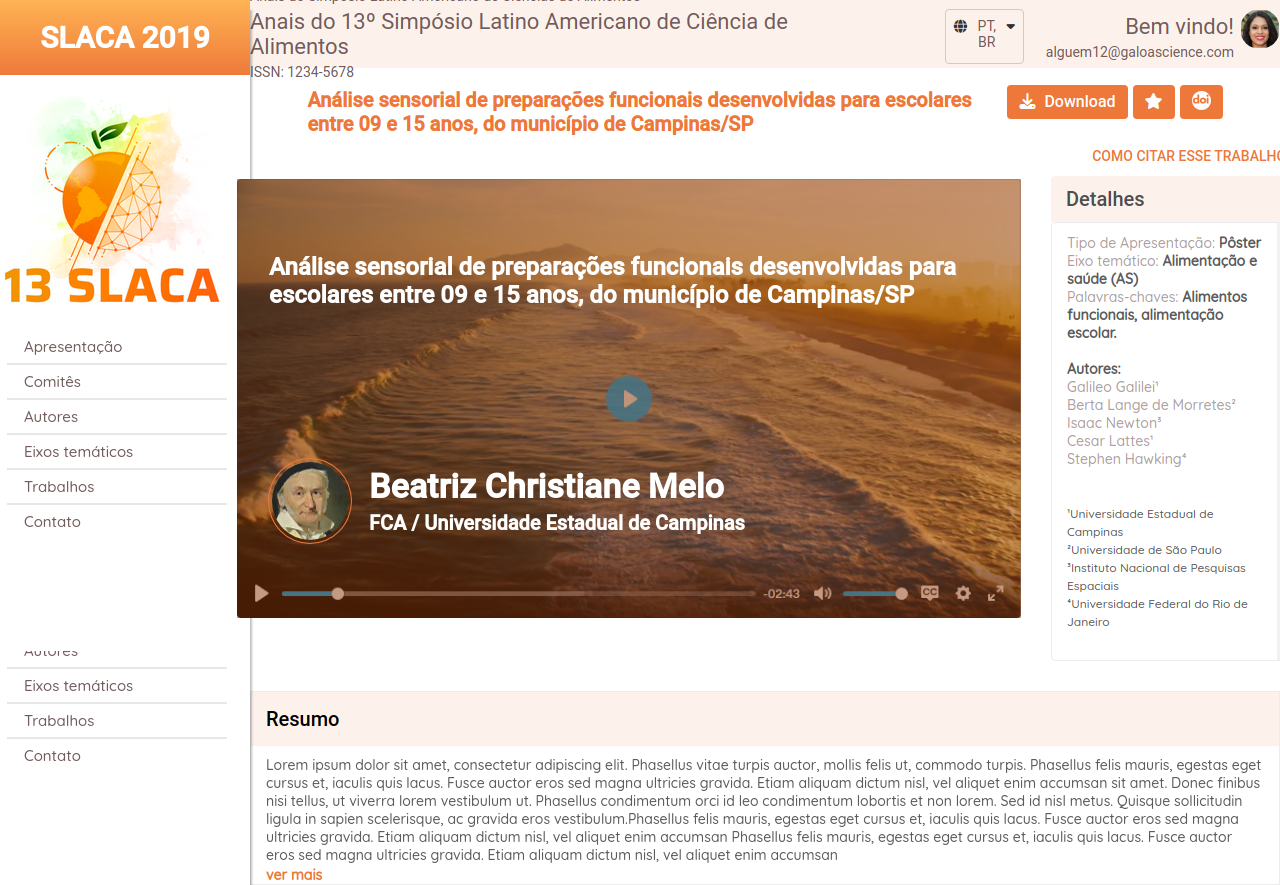 SLACA 2019
Anais do 13º Simpósio Latino Americano de Ciência de
Alimentos
ISSN: 1234-5678
PT,
BR
Bem vindo!
alguem12@galoascience.com
Análise sensorial de preparações funcionais desenvolvidas para escolares
entre 09 e 15 anos, do município de Campinas/SP
Download
doi
COMO CITAR ESSE TRABALHO
13 SLACA
Apresentação
Comitês
Autores
Eixos temáticos
Trabalhos
Contato
Autores
Eixos temáticos
Trabalhos
Contato
Análise sensorial de preparações funcionais desenvolvidas para
escolares entre 09 e 15 anos, do município de Campinas/SP
Beatriz Christiane Melo
FCA / Universidade Estadual de Campinas
-02:43
CC
Detalhes
Tipo de Apresentação: Pôster
Eixo temático: Alimentação e
saúde (AS)
Palavras-chaves: Alimentos
funcionais, alimentação
escolar.
Autores:
Galileo Galilei¹
Berta Lange de Morretes²
Isaac Newton³
Cesar Lattes¹
Stephen Hawking⁴
¹Universidade Estadual de
Campinas
²Universidade de São Paulo
³Instituto Nacional de Pesquisas
Espaciais
⁴Universidade Federal do Rio de
Janeiro
Resumo
Lorem ipsum dolor sit amet, consectetur adipiscing elit. Phasellus vitae turpis auctor, mollis felis ut, commodo turpis. Phasellus felis mauris, egestas eget
cursus et, iaculis quis lacus. Fusce auctor eros sed magna ultricies gravida. Etiam aliquam dictum nisl, vel aliquet enim accumsan sit amet. Donec finibus
nisi tellus, ut viverra lorem vestibulum ut. Phasellus condimentum orci id leo condimentum lobortis et non lorem. Sed id nisl metus. Quisque sollicitudin
ligula in sapien scelerisque, ac gravida eros vestibulum.Phasellus felis mauris, egestas eget cursus et, iaculis quis lacus. Fusce auctor eros sed magna
ultricies gravida. Etiam aliquam dictum nisl, vel aliquet enim accumsan Phasellus felis mauris, egestas eget cursus et, iaculis quis lacus. Fusce auctor
eros sed magna ultricies gravida. Etiam aliquam dictum nisl, vel aliquet enim accumsan
ver mais